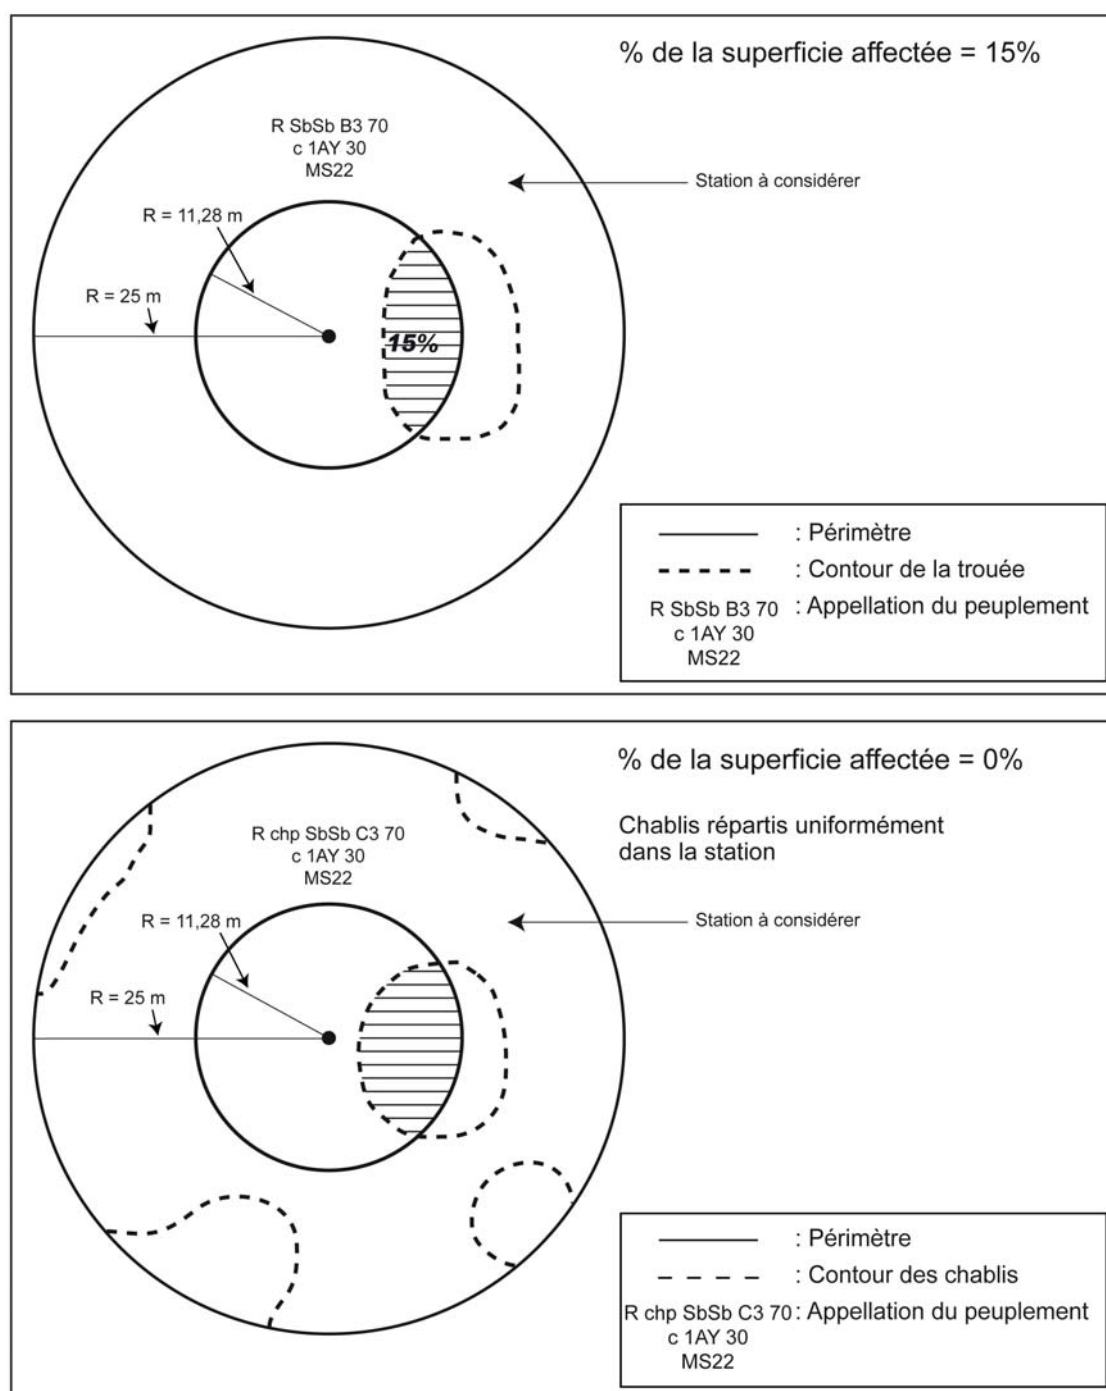 % de la superficie affectée = 15%
R SbSb B3 70
c 1AY 30
MS22
Station à considérer
R = 11,28 m
R = 25 m
15%
: Périmètre
: Contour de la trouée
R SbSb B3 70 : Appellation du peuplement
c 1AY 30
MS22
% de la superficie affectée = 0%
Chablis répartis uniformément
dans la station
R chp SbSb C3 70
c 1AY 30
MS22
Station à considérer
R = 11,28 m
R = 25 m
: Périmètre
: Contour des chablis
R chp SbSb C3 70 : Appellation du peuplement
c 1AY 30
MS22